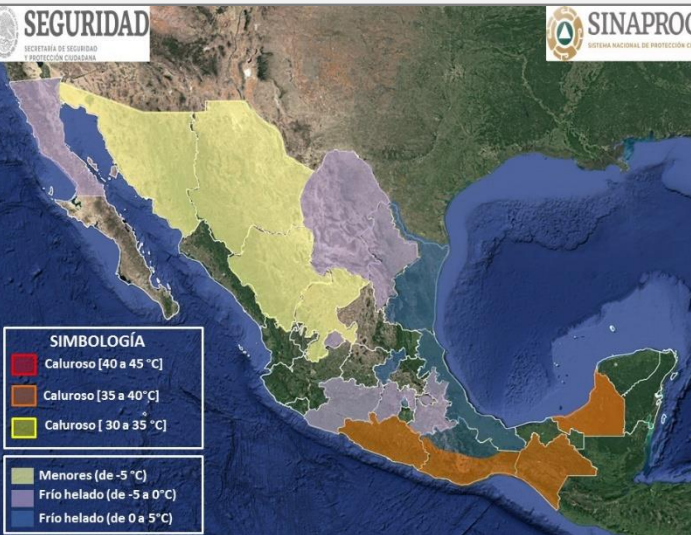 SEGURIDAD
SECRETARÍA DE SEGURIDAD
Y PROTECCIÓN CIUDADANA
SINAPROC
SISTEMA NACIONAL DE PROTECCIÓN
SIMBOLOGÍA
Caluroso [40 a 45 °C]
Caluroso [35 a 40°C]
Caluroso [ 30 a 35 °C]
Menores (de -5 °C)
Frío helado (de -5 a 0°C)
Frío helado (de 0 a 5°C)